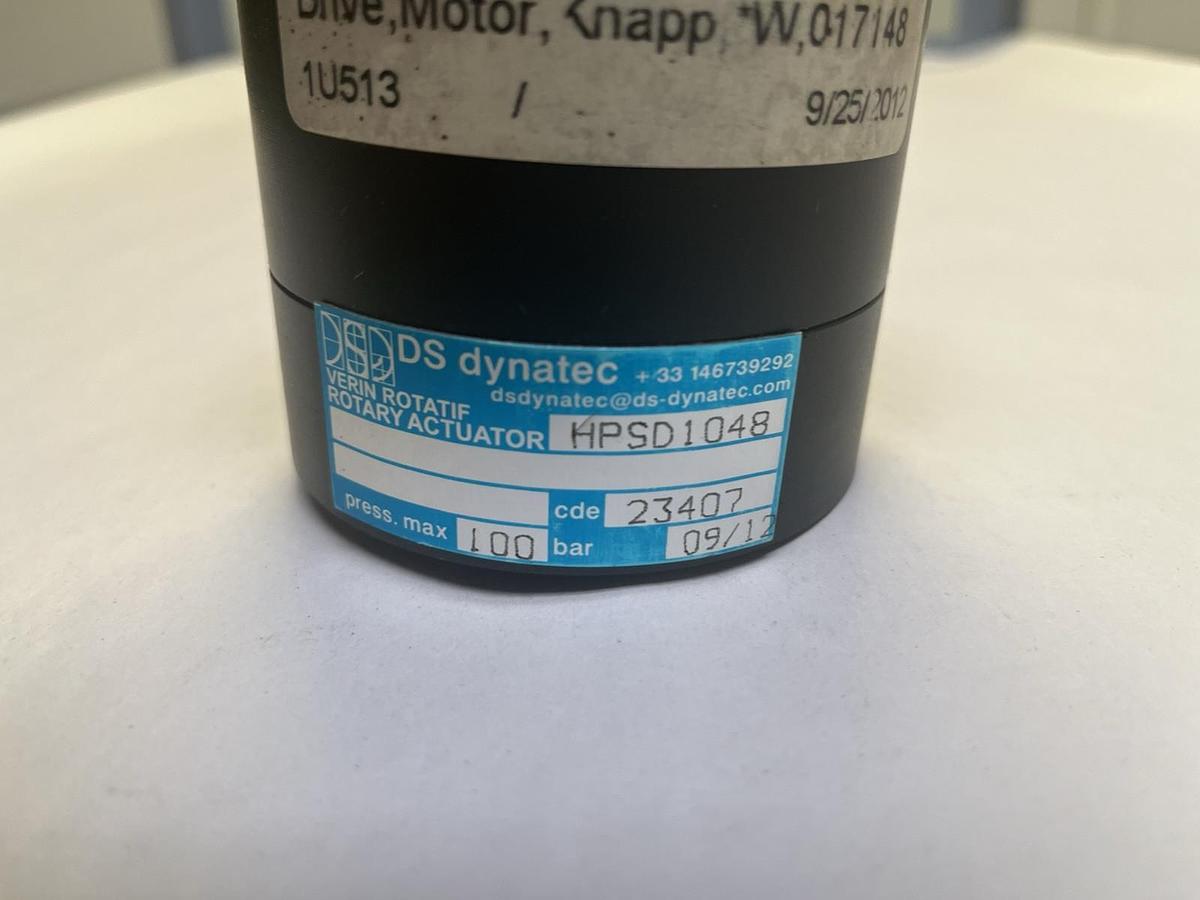 Drive,Motor, Knapp, *W,017148
1U513 / 9/25/2012
DSD DS dynatec + 33 146739292
dsdynatec@ds-dynatec.com
VERIN ROTATIF
ROTARY ACTUATOR HPSD1048
cde 23407
press. max 100 bar 09/12